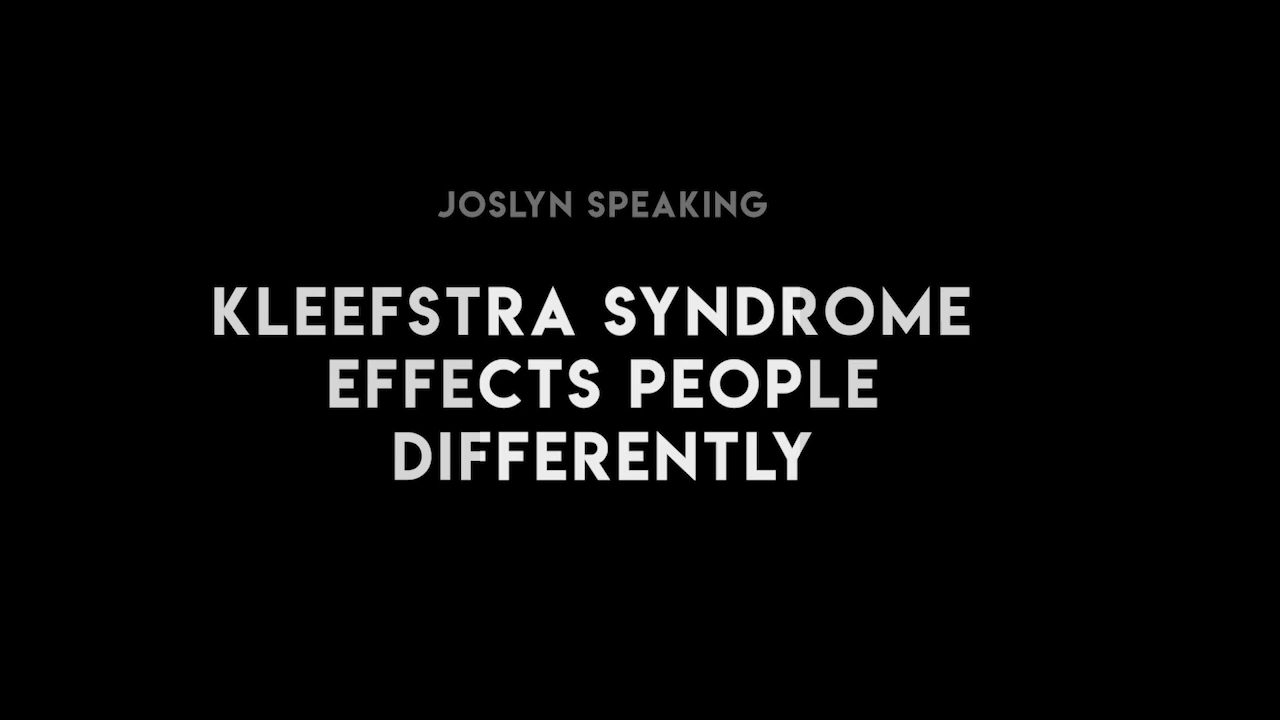 JOSLYN SPEAKING
KLEEFSTRA SYNDROME
EFFECTS PEOPLE
DIFFERENTLY